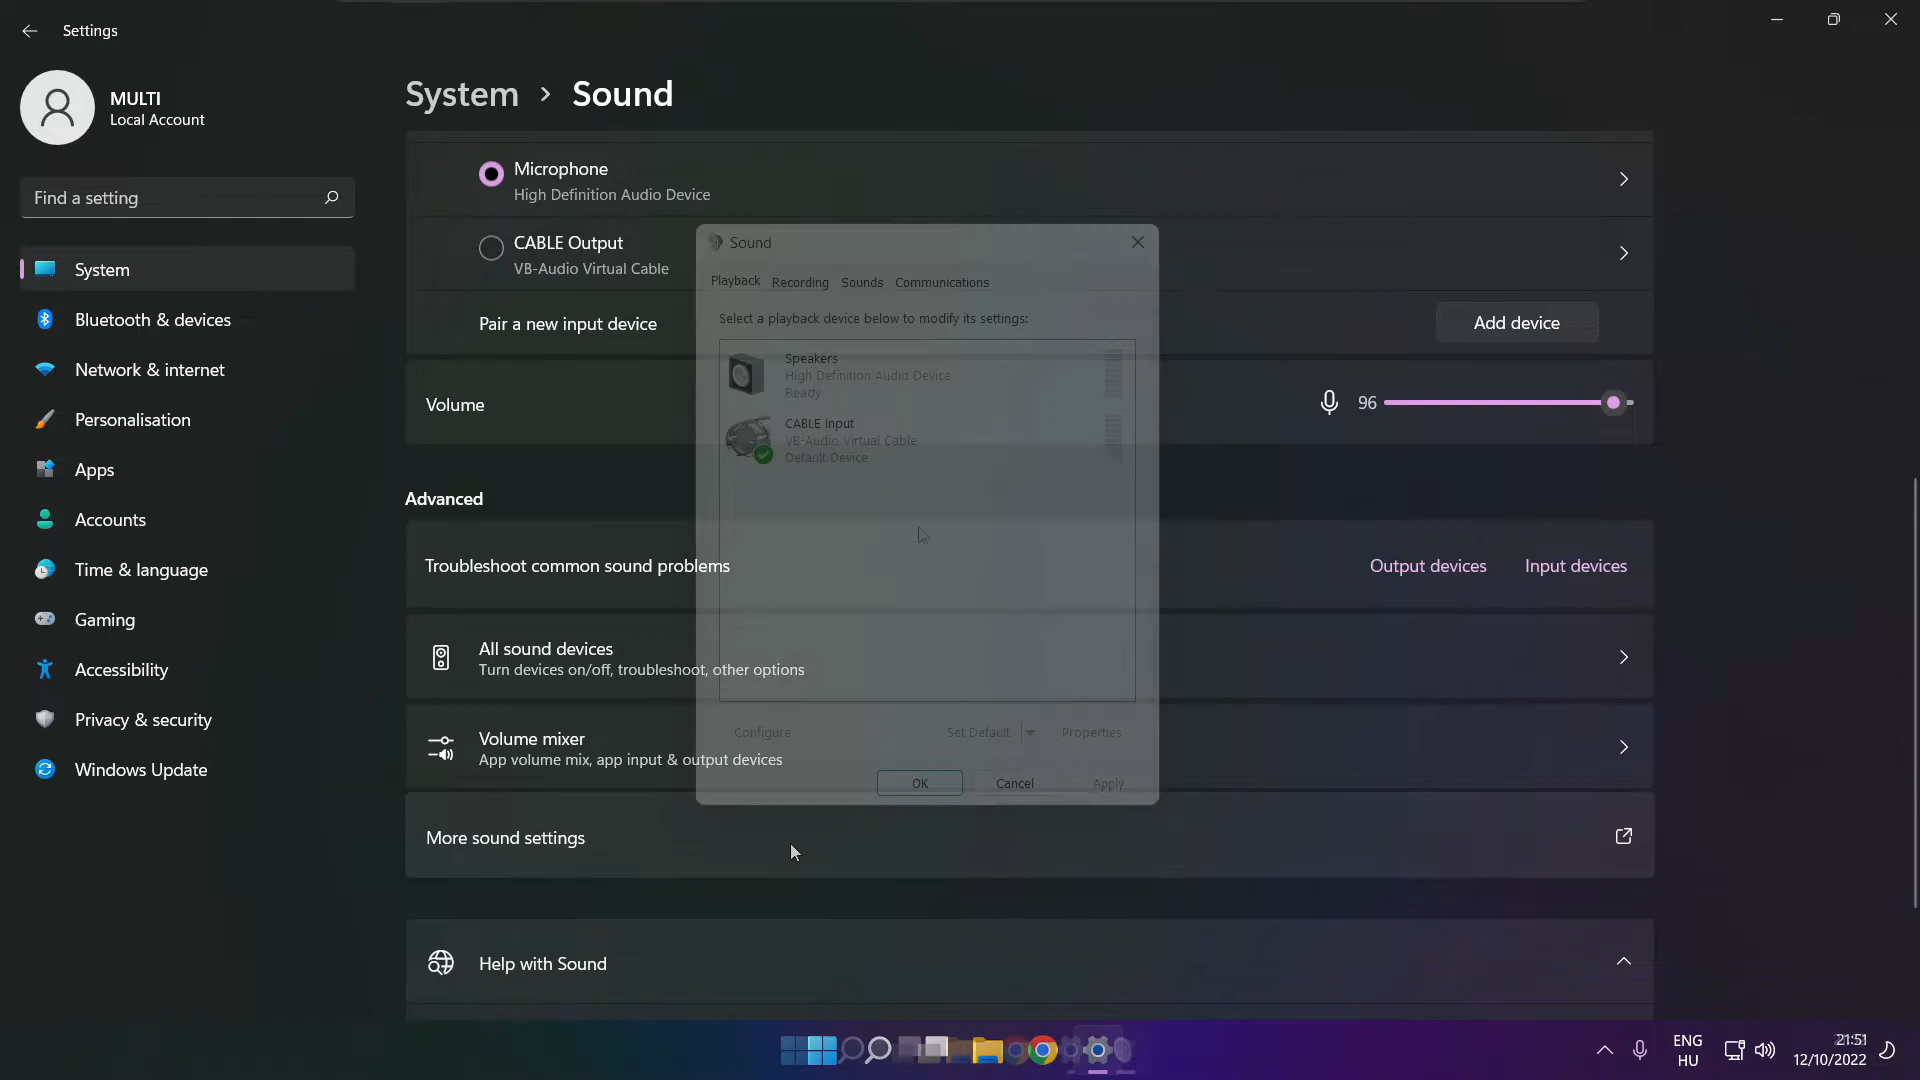 Settings
MULTI
Local Account
Find a setting
System
Bluetooth & devices
Network & internet
Personalisation
Apps
Accounts
Time & language
Gaming
Accessibility
Privacy & security
Windows Update
System > Sound
Microphone
High Definition Audio Device
CABLE Output
VB-Audio Virtual Cable
Pair a new input device
Add device
Volume
96
Advanced
Troubleshoot common sound problems
Output devices
Input devices
All sound devices
Turn devices on/off, troubleshoot, other options
Volume mixer
App volume mix, app input & output devices
More sound settings
Help with Sound
Sound
Playback Recording Sounds Communications
Select a playback device below to modify its settings:
Speakers
High Definition Audio Device
Ready
CABLE Input
VB-Audio Virtual Cable
Default Device
Configure
Set Default
Properties
OK
Cancel
Apply
ENG
HU
21:51
12/10/2022